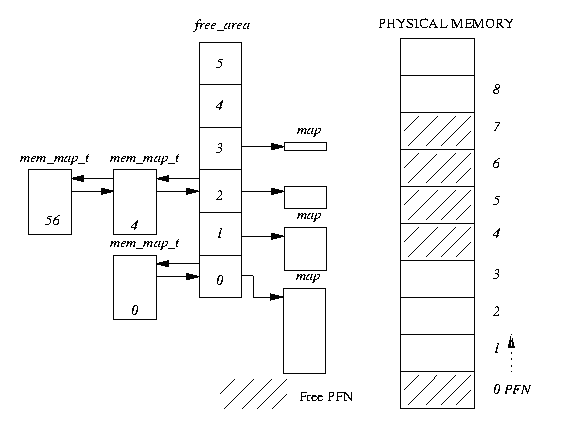 free_area
PHYSICAL MEMORY
5
8
4
7
map
3
mem_map_t
mem_map_t
6
2
5
56
4
map
1
4
mem_map_t
3
map
0
0
2
1
Free PFN
0 PFN